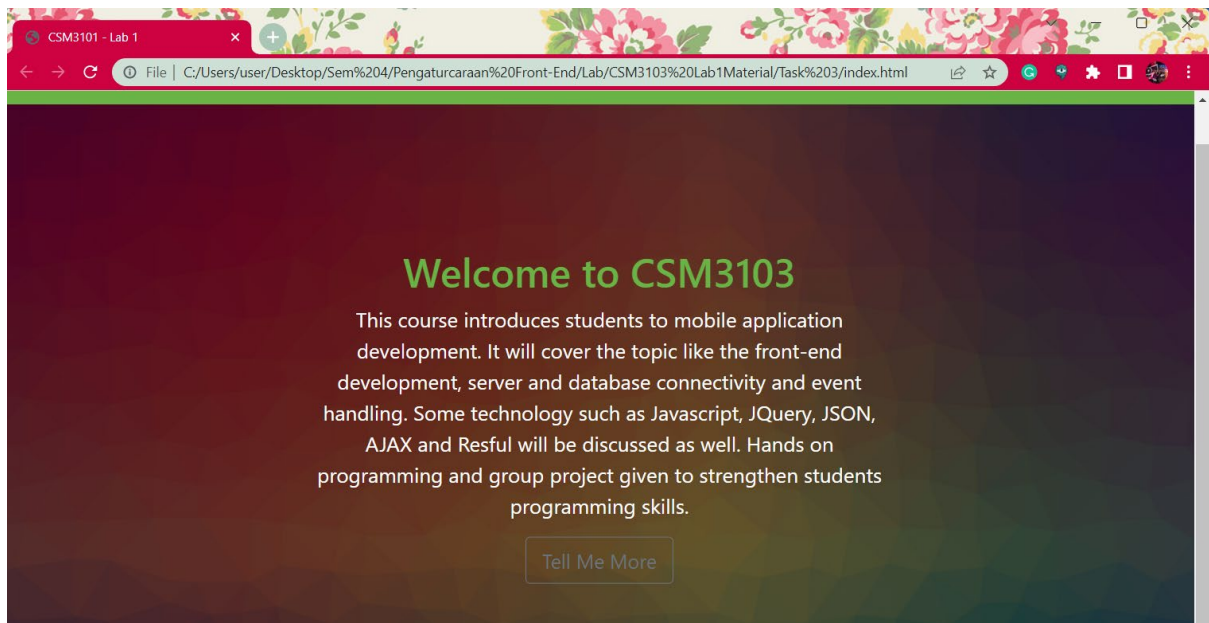 CSM3101 - Lab 1
File | C:/Users/user/Desktop/Sem%204/Pengaturcaraan%20Front-End/Lab/CSM3103%20Lab1Material/Task%203/index.html
Welcome to CSM3103
This course introduces students to mobile application
development. It will cover the topic like the front-end
development, server and database connectivity and event
handling. Some technology such as Javascript, JQuery, JSON,
AJAX and Resful will be discussed as well. Hands on
programming and group project given to strengthen students
programming skills.
Tell Me More